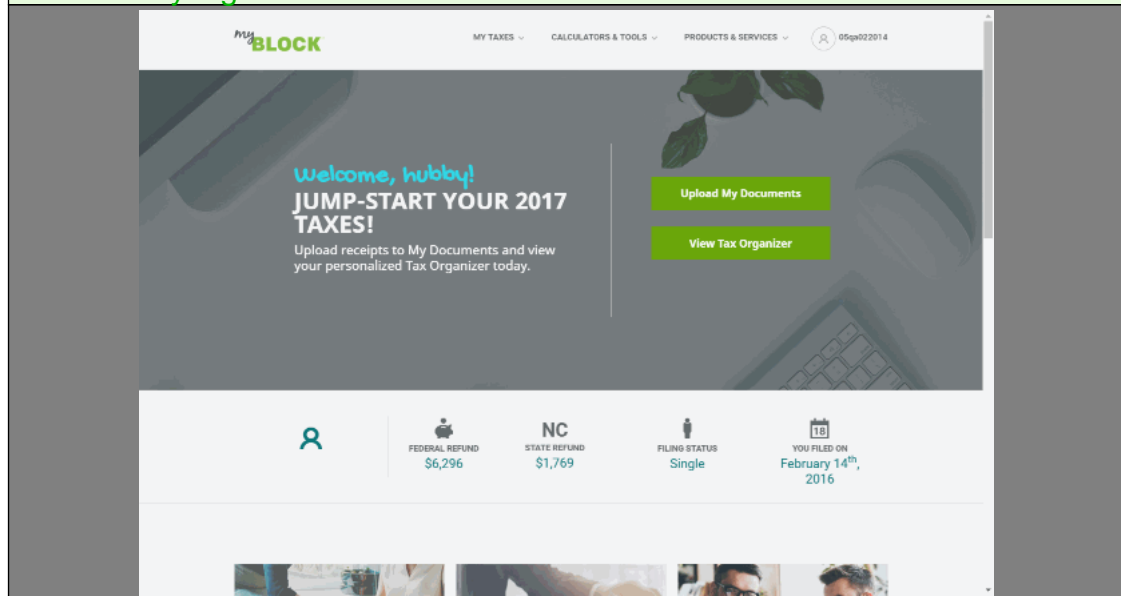 my BLOCK
MY TAXES
CALCULATORS & TOOLS
PRODUCTS & SERVICES
05qa022014
Welcome, hubby!
JUMP-START YOUR 2017
TAXES!
Upload receipts to My Documents and view
your personalized Tax Organizer today.
Upload My Documents
View Tax Organizer
FEDERAL REFUND
$6,296
NC
STATE REFUND
$1,769
FILING STATUS
Single
18
YOU FILED ON
February 14th,
2016